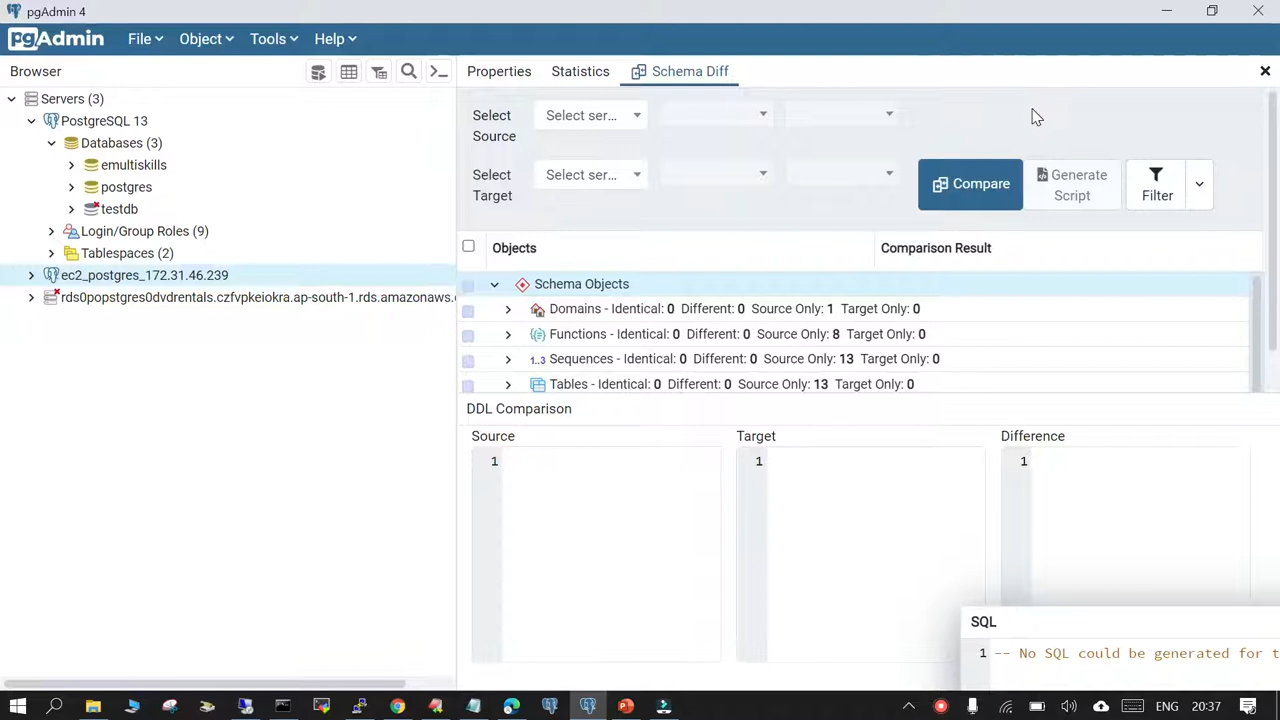 pgAdmin 4
pgAdmin File Object Tools Help
Browser
Properties Statistics Schema Diff
Servers (3)
PostgreSQL 13
Databases (3)
emultiskills
postgres
testdb
Login/Group Roles (9)
Tablespaces (2)
ec2_postgres_172.31.46.239
rds0popstgres0dvdrentals.czfvpkeiokra.ap-south-1.rds.amazonaws.
Select Source
Select ser...
Select Target
Select ser...
Compare
Generate Script
Filter
Objects Comparison Result
Schema Objects
Domains - Identical: 0 Different: 0 Source Only: 1 Target Only: 0
Functions - Identical: 0 Different: 0 Source Only: 8 Target Only: 0
1..3 Sequences - Identical: 0 Different: 0 Source Only: 13 Target Only: 0
Tables - Identical: 0 Different: 0 Source Only: 13 Target Only: 0
DDL Comparison
Source Target Difference
1 1 1
SQL
1 -- No SQL could be generated for t
ENG 20:37